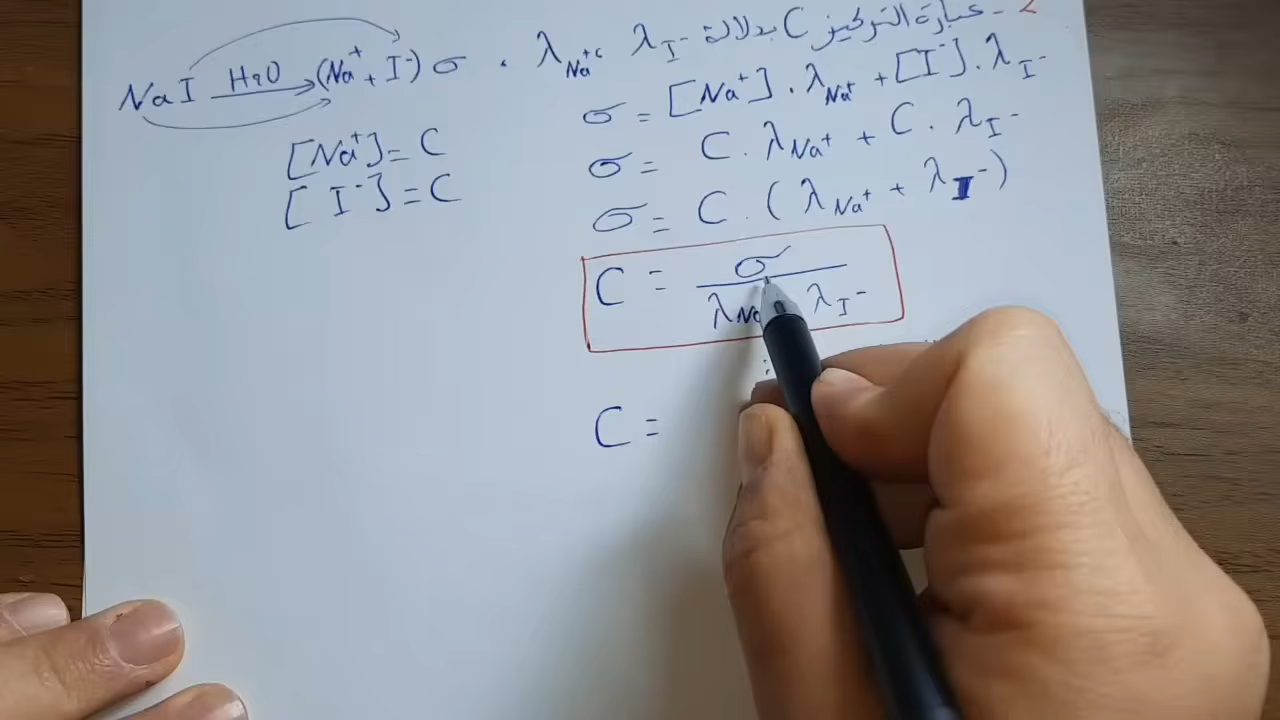 2 - عبارة التركيز C بدلالة λI⁻ λNa⁺ ، σ
NaI —H₂O→ (Na⁺ + I⁻)
[Na⁺] = C
[I⁻] = C
σ = [Na⁺] . λNa⁺ + [I⁻] . λI⁻
σ = C . λNa⁺ + C . λI⁻
σ = C . (λNa⁺ + λI⁻)
C = σ / λNa λI⁻
C =